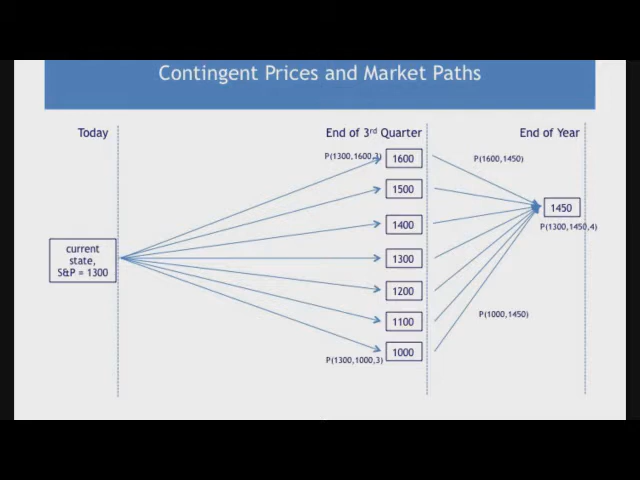 Contingent Prices and Market Paths
Today
End of 3rd Quarter
End of Year
P(1300,1600,3)
1600
P(1600,1450)
1500
1450
1400
P(1300,1450,4)
current
state,
S&P = 1300
1300
1200
1100
P(1000,1450)
1000
P(1300,1000,3)